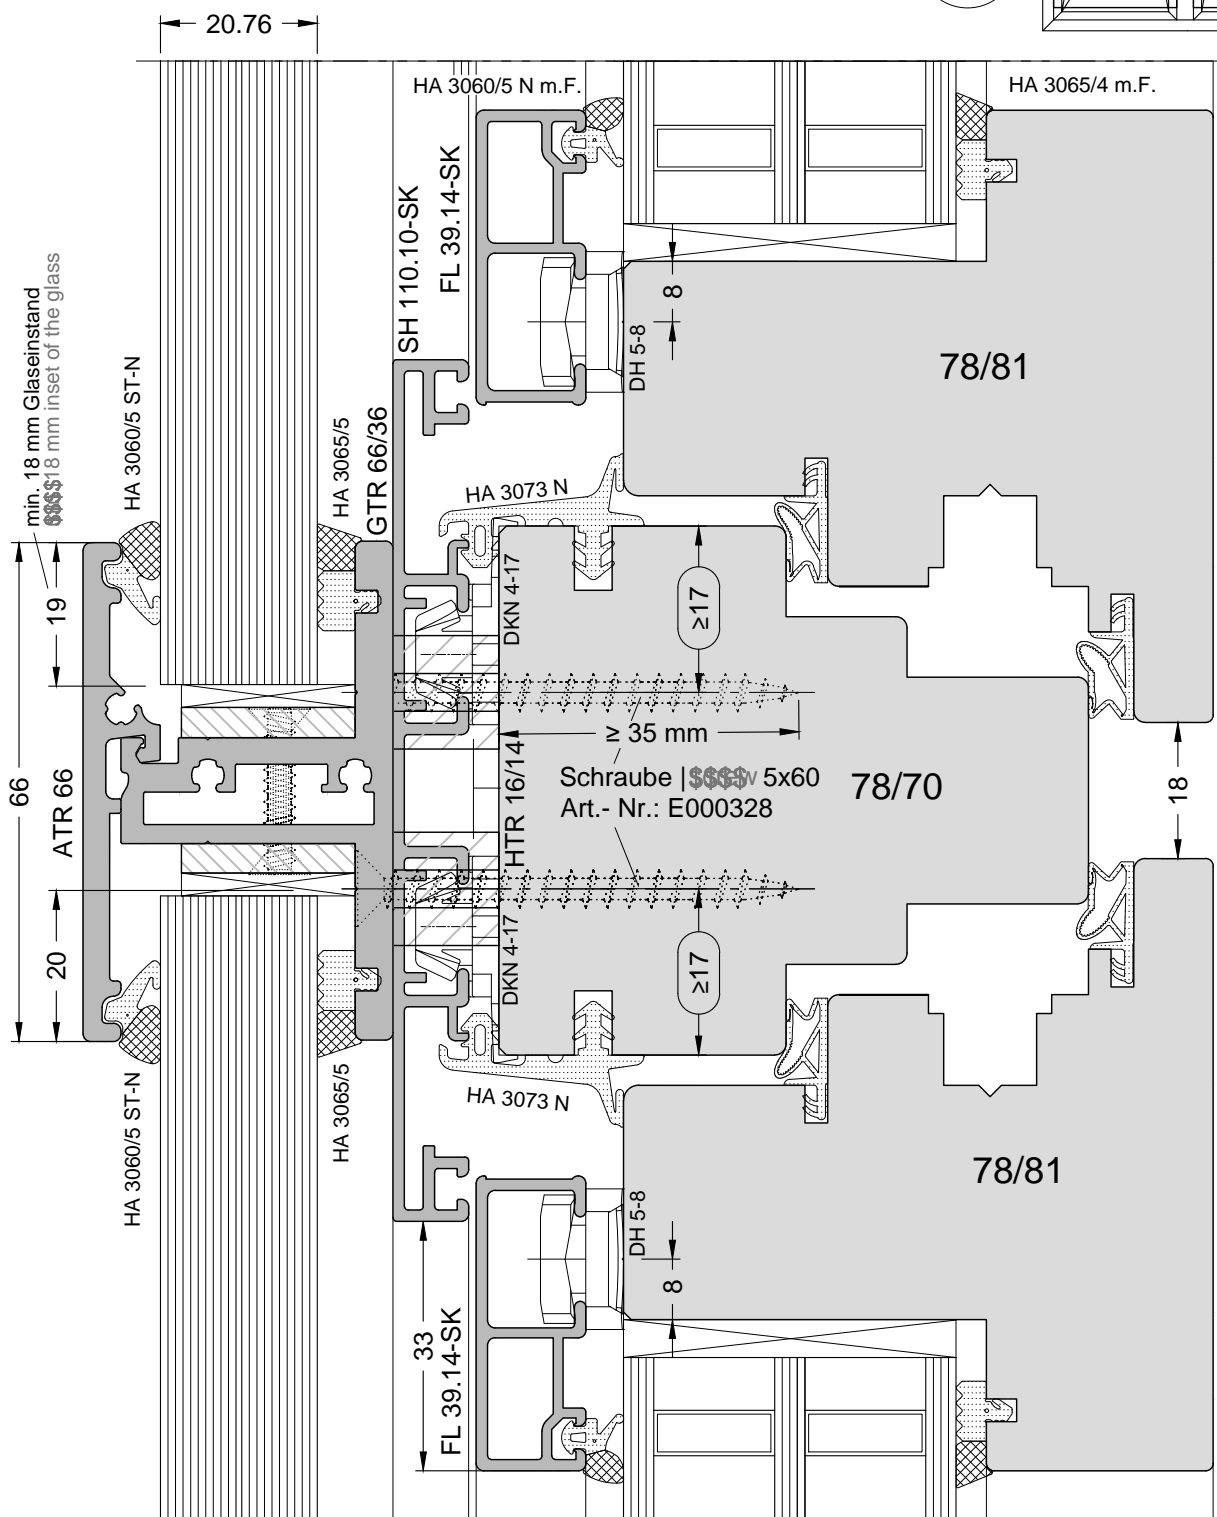 20.76
HA 3060/5 N m.F.
HA 3065/4 m.F.
SH 110.10-SK
FL 39.14-SK
8
DH 5-8
78/81
min. 18 mm Glaseinstand
18 mm inset of the glass
HA 3060/5 ST-N
HA 3065/5
GTR 66/36
HA 3073 N
19
DKN 4-17
≥17
66
ATR 66
≥ 35 mm
HTR 16/14
Schraube | 5x60
Art.- Nr.: E000328
78/70
18
20
DKN 4-17
≥17
HA 3060/5 ST-N
HA 3065/5
HA 3073 N
78/81
DH 5-8
8
33
FL 39.14-SK